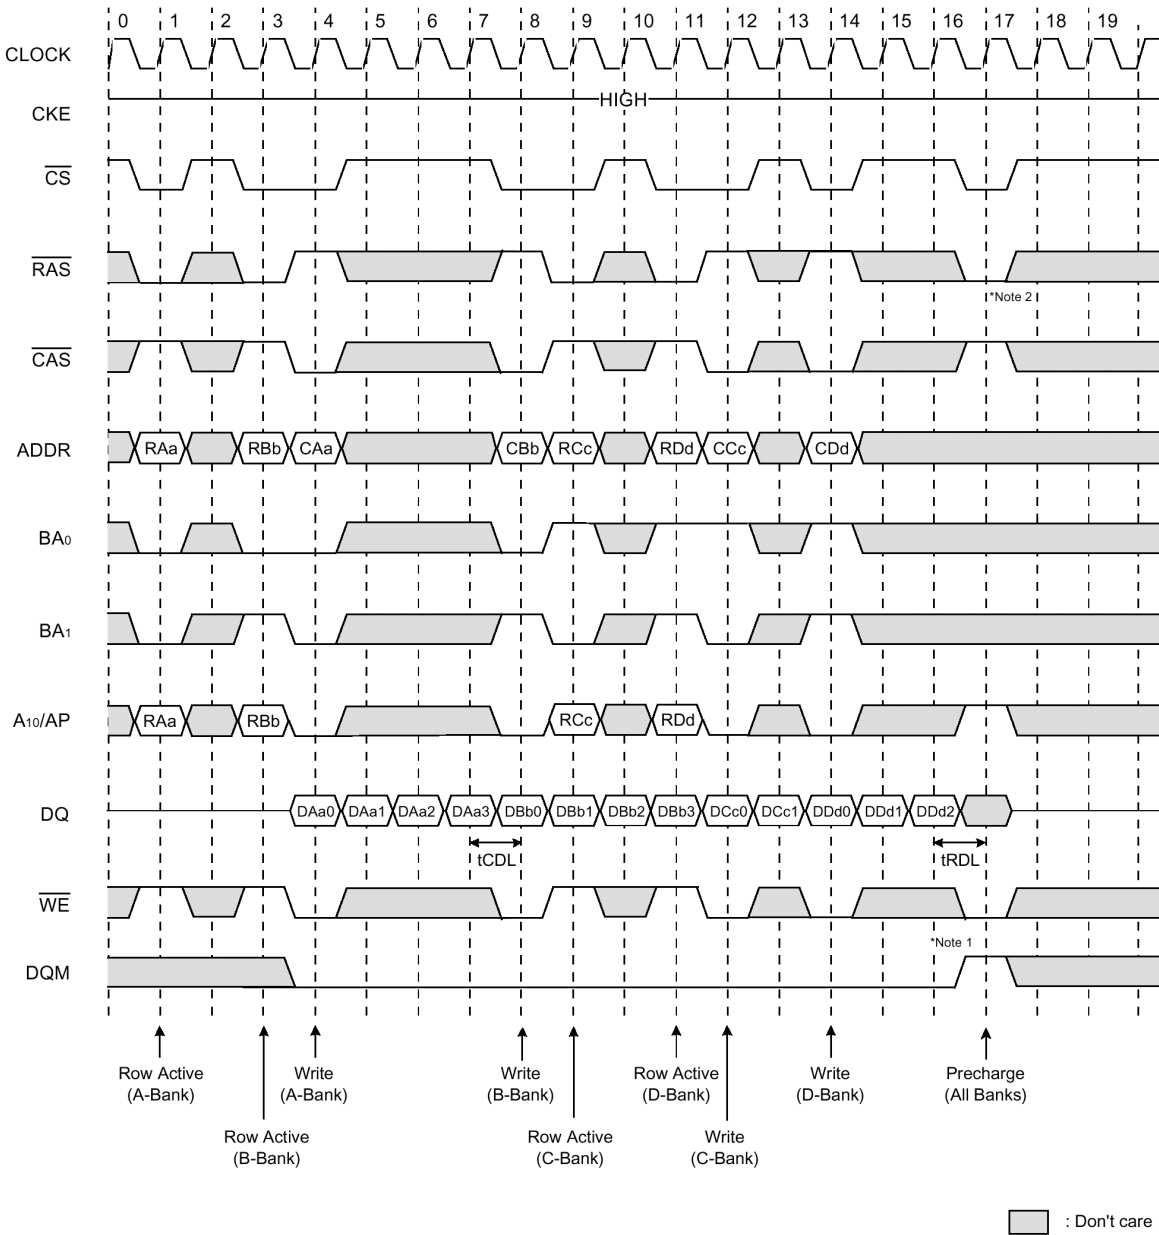 0 1 2 3 4 5 6 7 8 9 10 11 12 13 14 15 16 17 18 19
CLOCK
HIGH
CKE
CS
RAS
*Note 2
CAS
ADDR RAa RBb CAa CBb RCc RDd CCc CDd
BA0
BA1
A10/AP RAa RBb RCc RDd
DQ DAa0 DAa1 DAa2 DAa3 DBb0 DBb1 DBb2 DBb3 DCc0 DCc1 DDd0 DDd1 DDd2
tCDL tRDL
WE
*Note 1
DQM
Row Active
(A-Bank)
Write
(A-Bank)
Write
(B-Bank)
Row Active
(D-Bank)
Write
(D-Bank)
Precharge
(All Banks)
Row Active
(B-Bank)
Row Active
(C-Bank)
Write
(C-Bank)
: Don't care